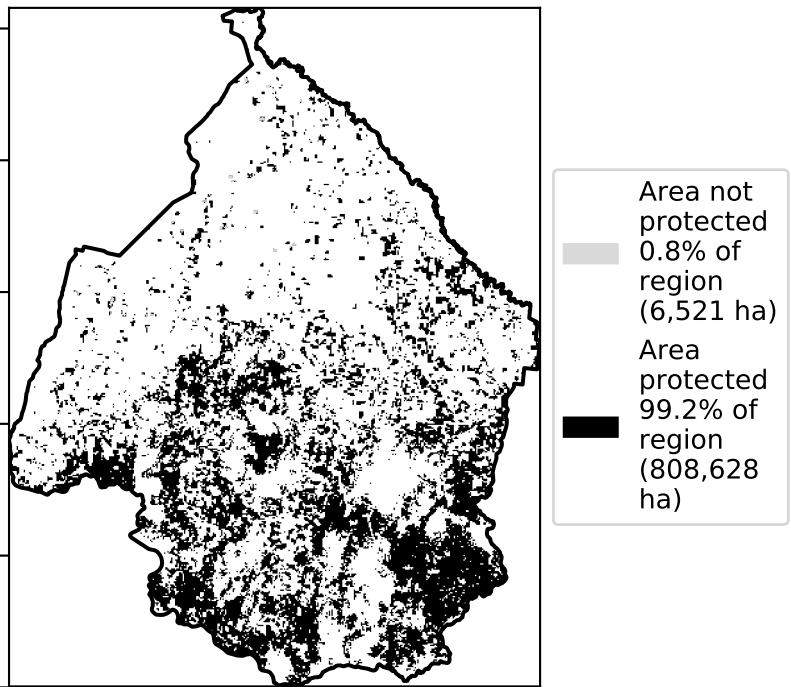 Area not
protected
0.8% of
region
(6,521 ha)
Area
protected
99.2% of
region
(808,628
ha)